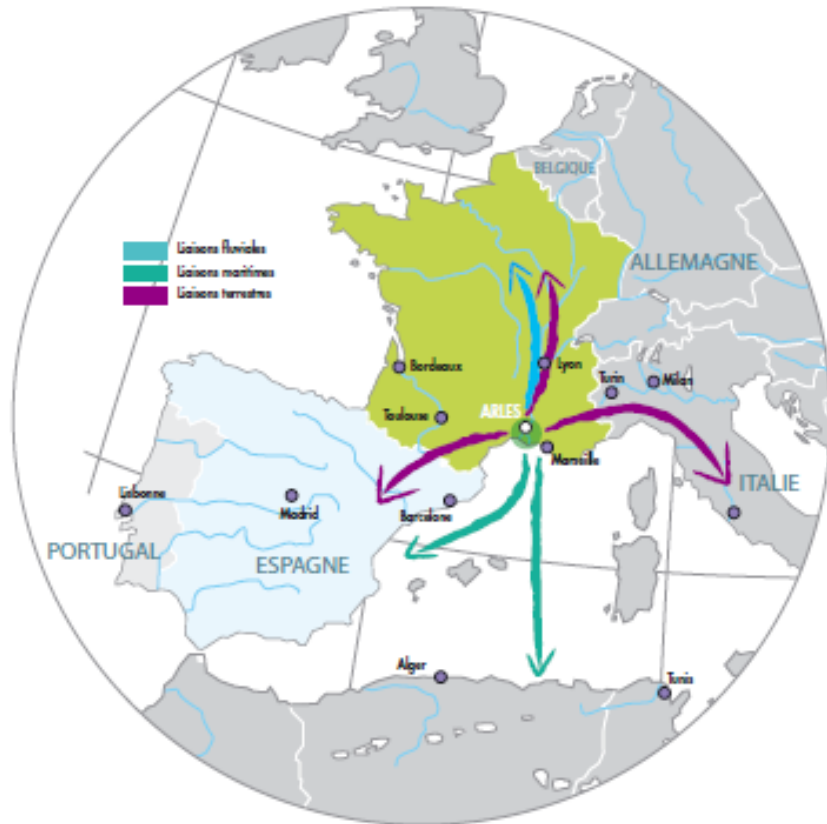 BELGIQUE
Liaisons fluviales
Liaisons maritimes
Liaisons terrestres
ALLEMAGNE
Bordeaux
Lyon
Turin
Milan
Toulouse
ARLES
Marseille
ITALIE
Lisbonne
Madrid
Barcelone
PORTUGAL
ESPAGNE
Alger
Tunis